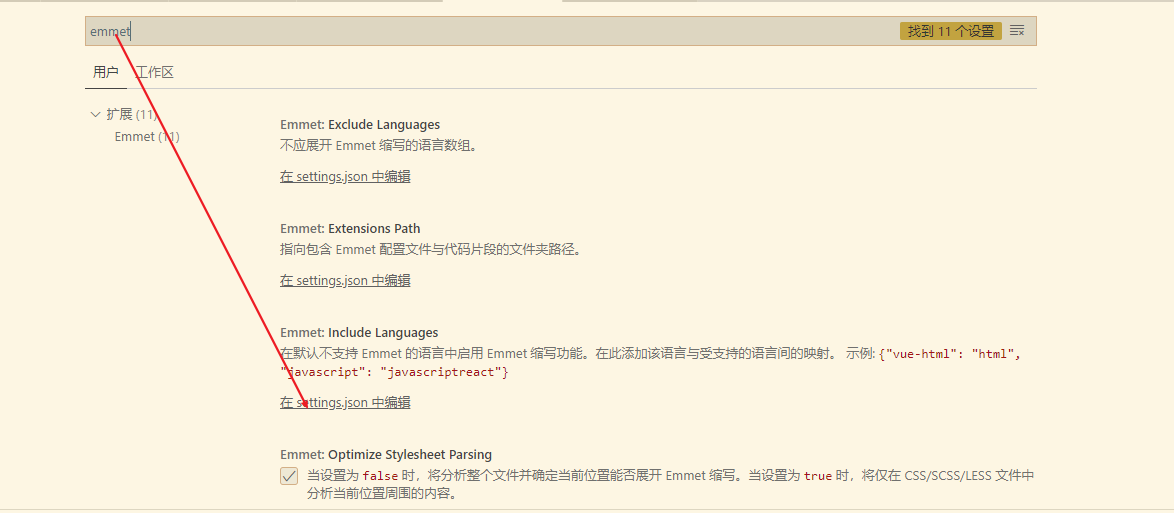 emmet
找到 11 个设置
用户 工作区
扩展 (11)
Emmet (11)
Emmet: Exclude Languages
不应展开 Emmet 缩写的语言数组。
在 settings.json 中编辑
Emmet: Extensions Path
指向包含 Emmet 配置文件与代码片段的文件夹路径。
在 settings.json 中编辑
Emmet: Include Languages
在默认不支持 Emmet 的语言中启用 Emmet 缩写功能。在此添加该语言与受支持的语言间的映射。 示例: {"vue-html": "html",
"javascript": "javascriptreact"}
在 settings.json 中编辑
Emmet: Optimize Stylesheet Parsing
当设置为 false 时，将分析整个文件并确定当前位置能否展开 Emmet 缩写。当设置为 true 时，将仅在 CSS/SCSS/LESS 文件中
分析当前位置周围的内容。